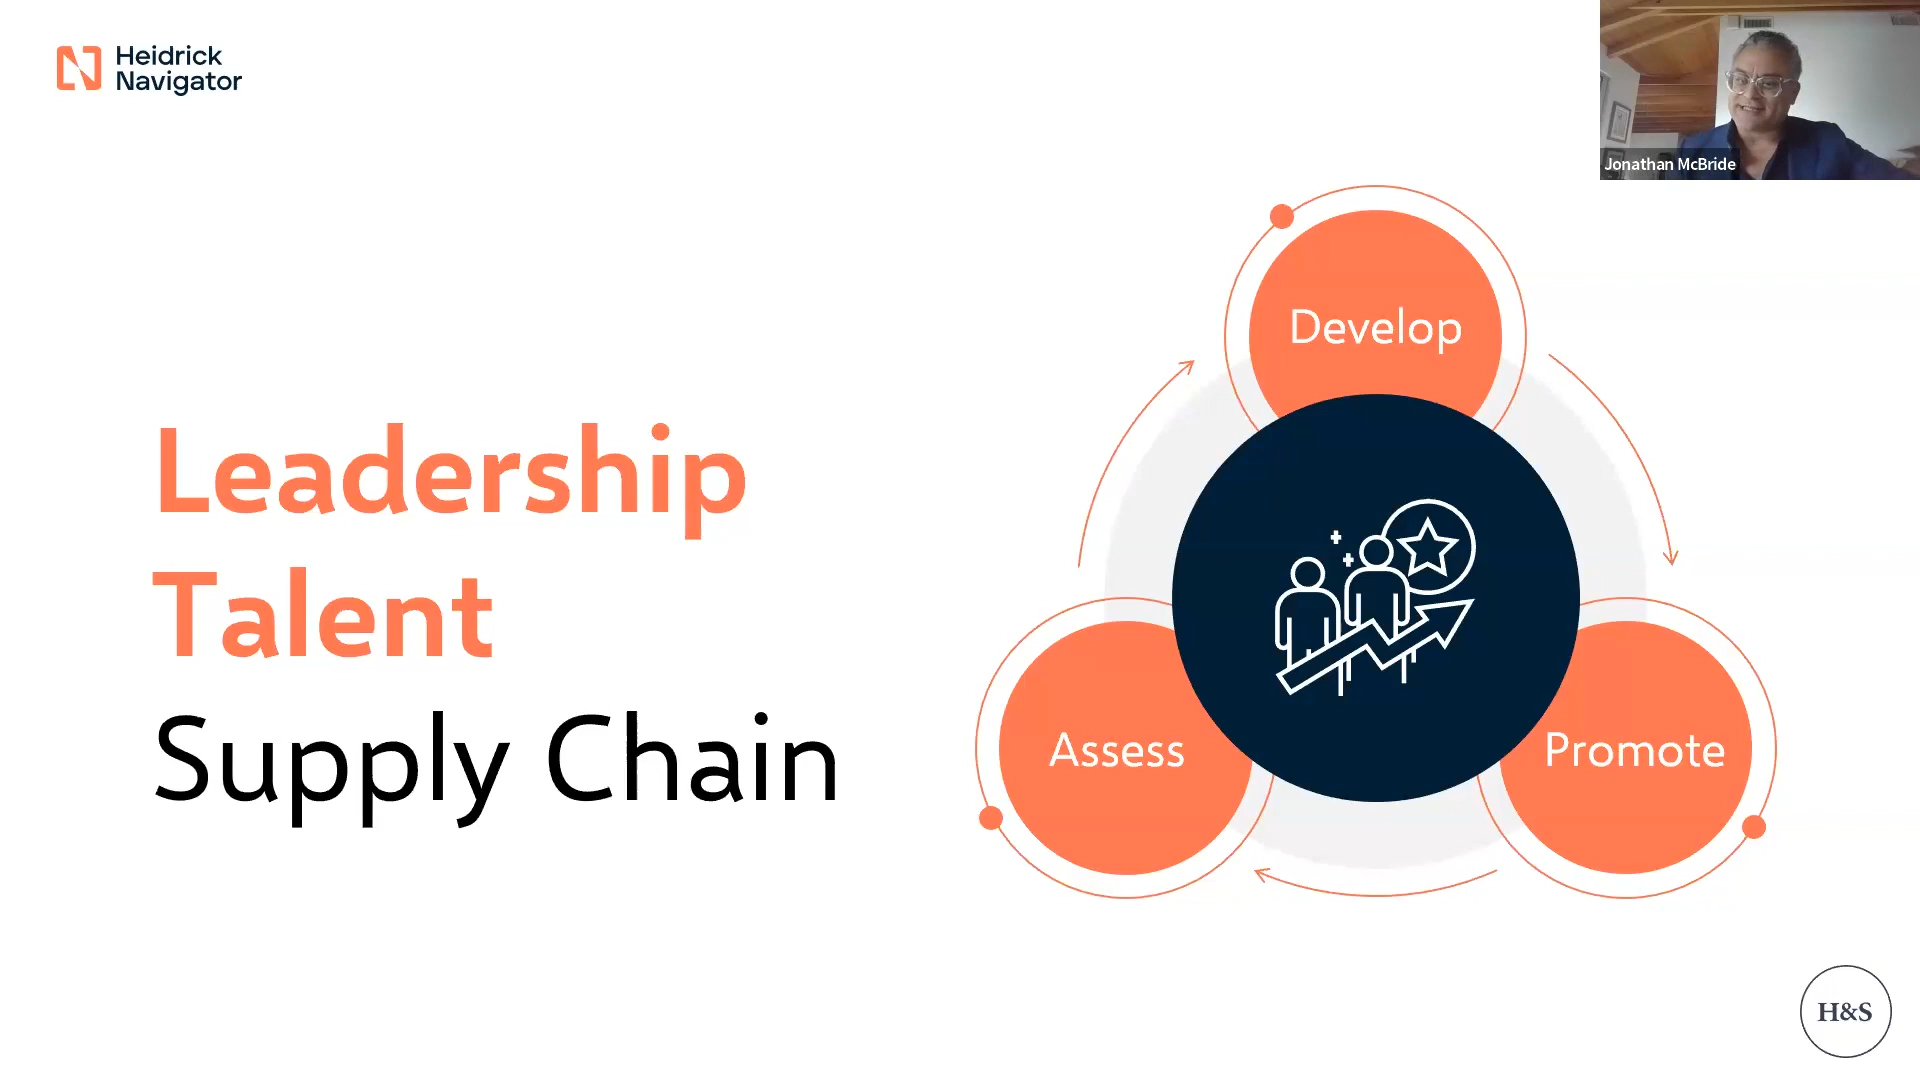 Heidrick
Navigator
Jonathan McBride
Leadership
Talent
Supply Chain
Develop
Assess
Promote
H&S